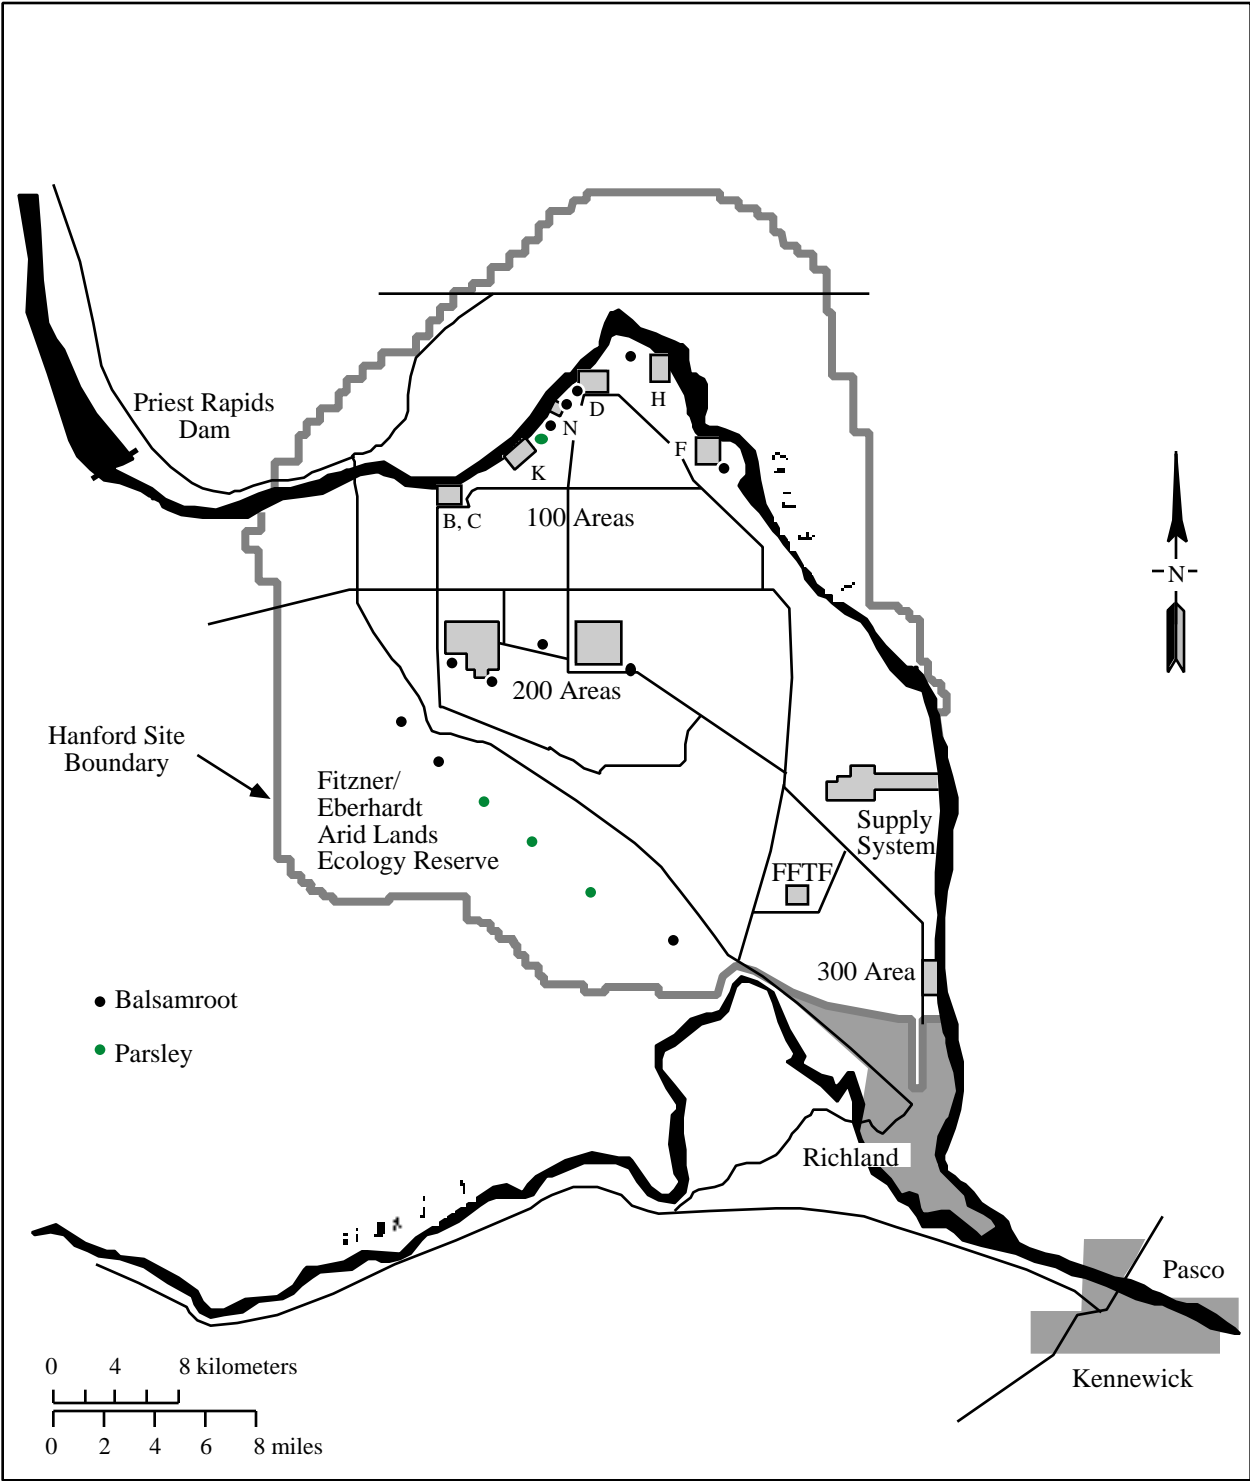 Priest Rapids
Dam
D
H
N
F
K
B, C
100 Areas
N
200 Areas
Hanford Site
Boundary
Fitzner/
Eberhardt
Arid Lands
Ecology Reserve
Supply
System
FFTF
300 Area
Balsamroot
Parsley
Richland
Pasco
Kennewick
0 4 8 kilometers
0 2 4 6 8 miles